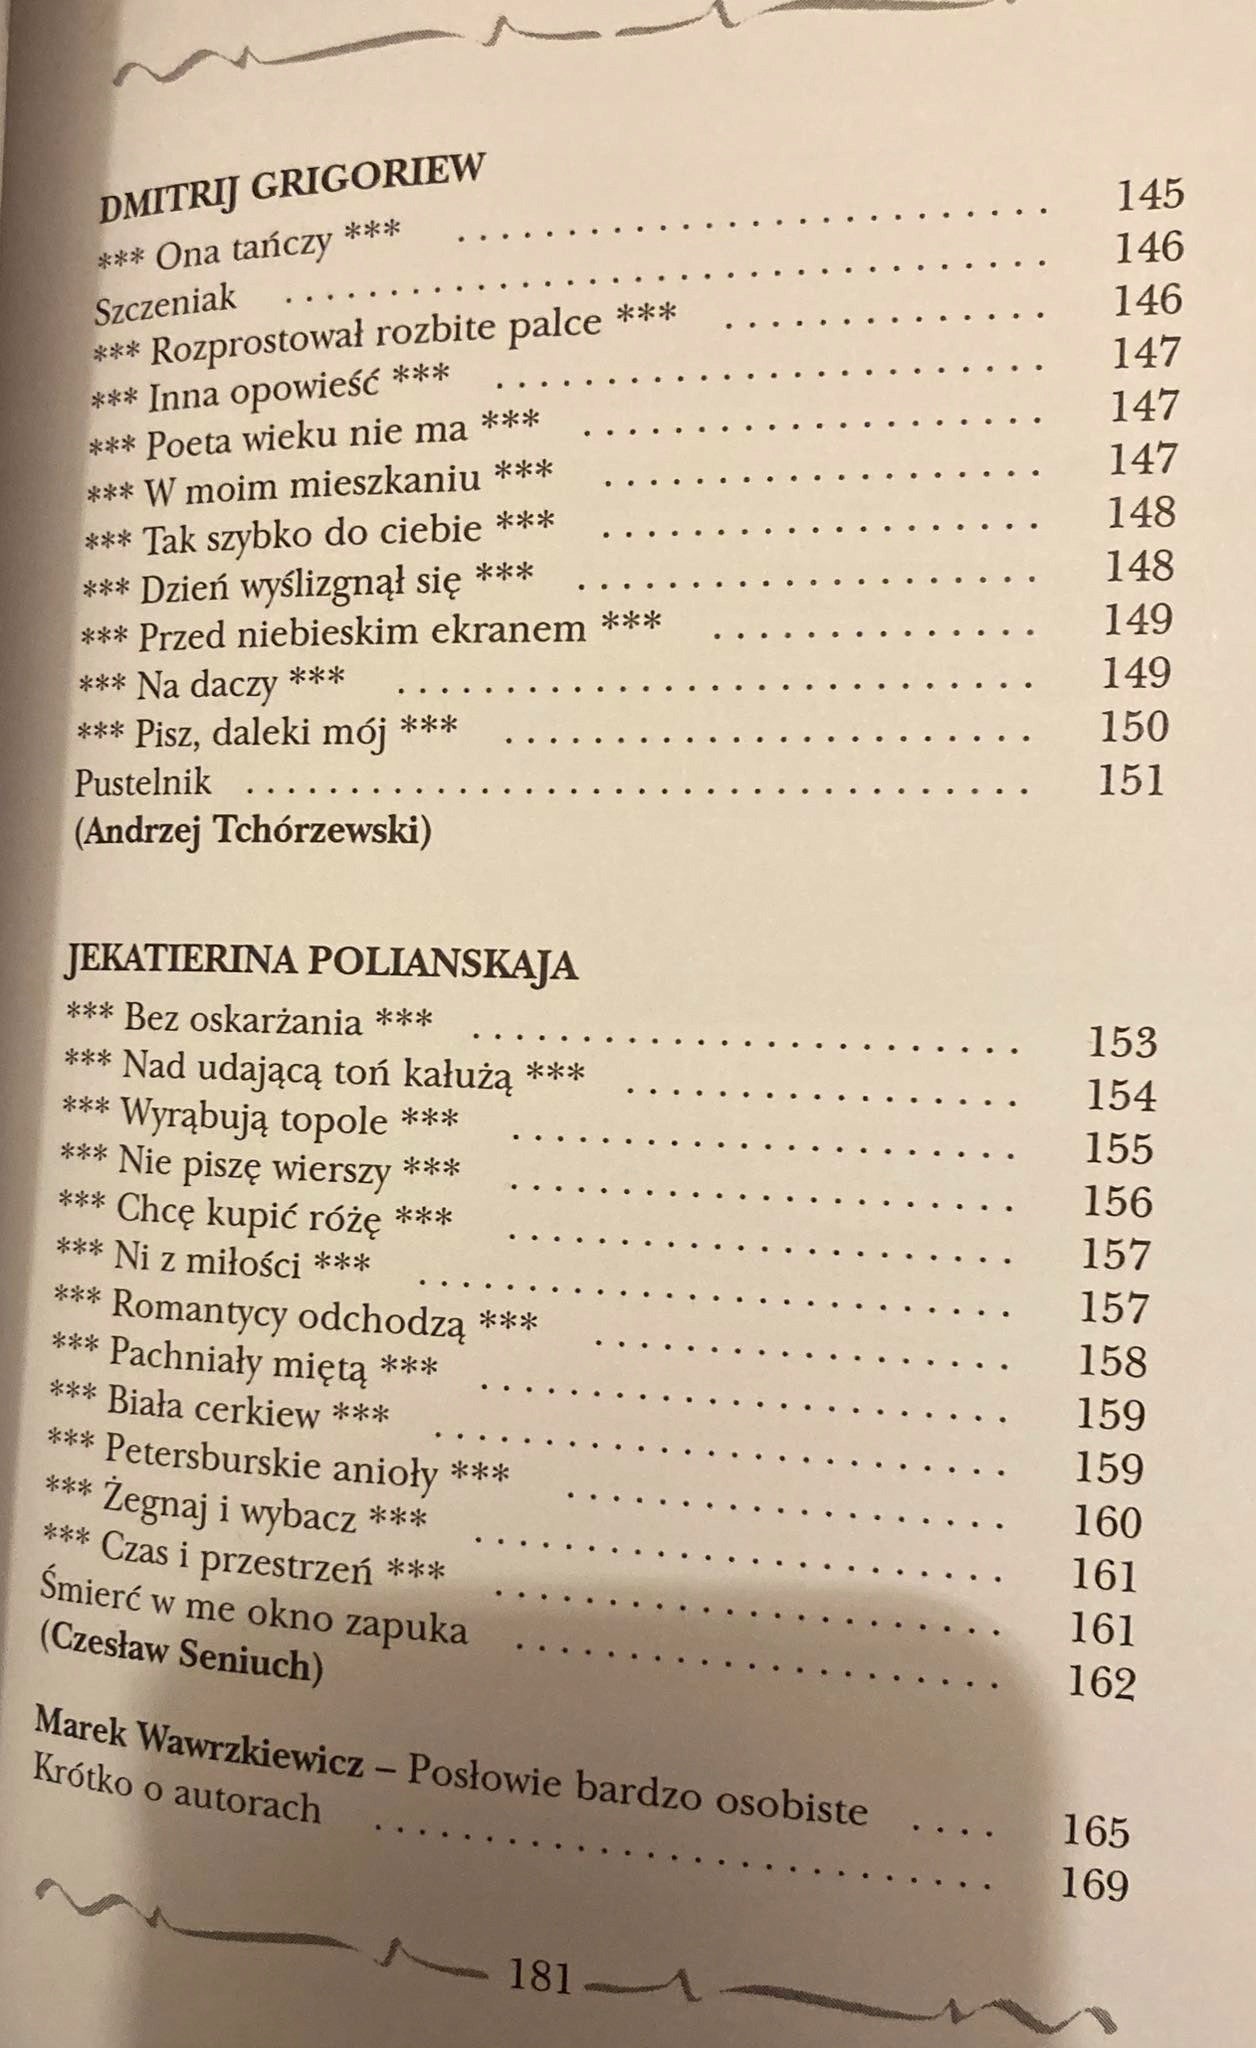 DMITRIJ GRIGORIEW
*** Ona tańczy *** . . . . . . . . . . . . . . . . . . . . . . 145
Szczeniak . . . . . . . . . . . . . . . . . . . . . . . . . . . . 146
*** Rozprostował rozbite palce *** . . . . . . . . . . . . 146
*** Inna opowieść *** . . . . . . . . . . . . . . . . . . . . . 147
*** Poeta wieku nie ma *** . . . . . . . . . . . . . . . . . 147
*** W moim mieszkaniu *** . . . . . . . . . . . . . . . . 147
*** Tak szybko do ciebie *** . . . . . . . . . . . . . . . . 148
*** Dzień wyślizgnął się *** . . . . . . . . . . . . . . . . . 148
*** Przed niebieskim ekranem *** . . . . . . . . . . . . 149
*** Na daczy *** . . . . . . . . . . . . . . . . . . . . . . . . 149
*** Pisz, daleki mój *** . . . . . . . . . . . . . . . . . . . . 150
Pustelnik . . . . . . . . . . . . . . . . . . . . . . . . . . . . . 151
(Andrzej Tchórzewski)
JEKATIERINA POLIANSKAJA
*** Bez oskarżania *** . . . . . . . . . . . . . . . . . . . . . 153
*** Nad udającą toń kałużą *** . . . . . . . . . . . . . . . 154
*** Wyrąbują topole *** . . . . . . . . . . . . . . . . . . . . 155
*** Nie piszę wierszy *** . . . . . . . . . . . . . . . . . . . . 156
*** Chcę kupić różę *** . . . . . . . . . . . . . . . . . . . . 157
*** Ni z miłości *** . . . . . . . . . . . . . . . . . . . . . . . 157
*** Romantycy odchodzą *** . . . . . . . . . . . . . . . . 158
*** Pachniały miętą *** . . . . . . . . . . . . . . . . . . . . 159
*** Biała cerkiew *** . . . . . . . . . . . . . . . . . . . . . . 159
*** Petersburskie anioły *** . . . . . . . . . . . . . . . . . 160
*** Żegnaj i wybacz *** . . . . . . . . . . . . . . . . . . . . 161
*** Czas i przestrzeń *** . . . . . . . . . . . . . . . . . . . 161
Śmierć w me okno zapuka . . . . . . . . . . . . . . . . . . 162
(Czesław Seniuch)
Marek Wawrzkiewicz – Posłowie bardzo osobiste . . . . 165
Krótko o autorach . . . . . . . . . . . . . . . . . . . . . . . 169
181